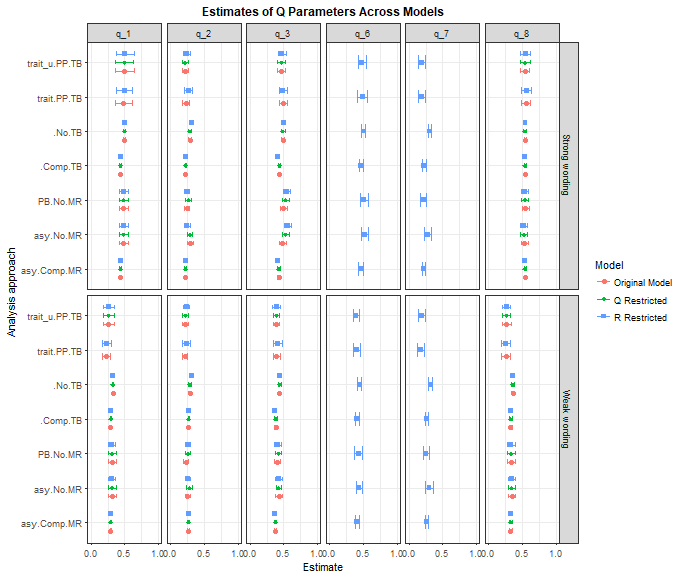 Estimates of Q Parameters Across Models
q_1 q_2 q_3 q_6 q_7 q_8
trait_u.PP.TB
trait.PP.TB
.No.TB
.Comp.TB
PB.No.MR
asy.No.MR
asy.Comp.MR
Strong wording
trait_u.PP.TB
trait.PP.TB
.No.TB
.Comp.TB
PB.No.MR
asy.No.MR
asy.Comp.MR
Weak wording
Analysis approach
0.0 0.5 1.0 0.0 0.5 1.0 0.0 0.5 1.0 0.0 0.5 1.0 0.0 0.5 1.0 0.0 0.5 1.0
Estimate
Model
Original Model
Q Restricted
R Restricted